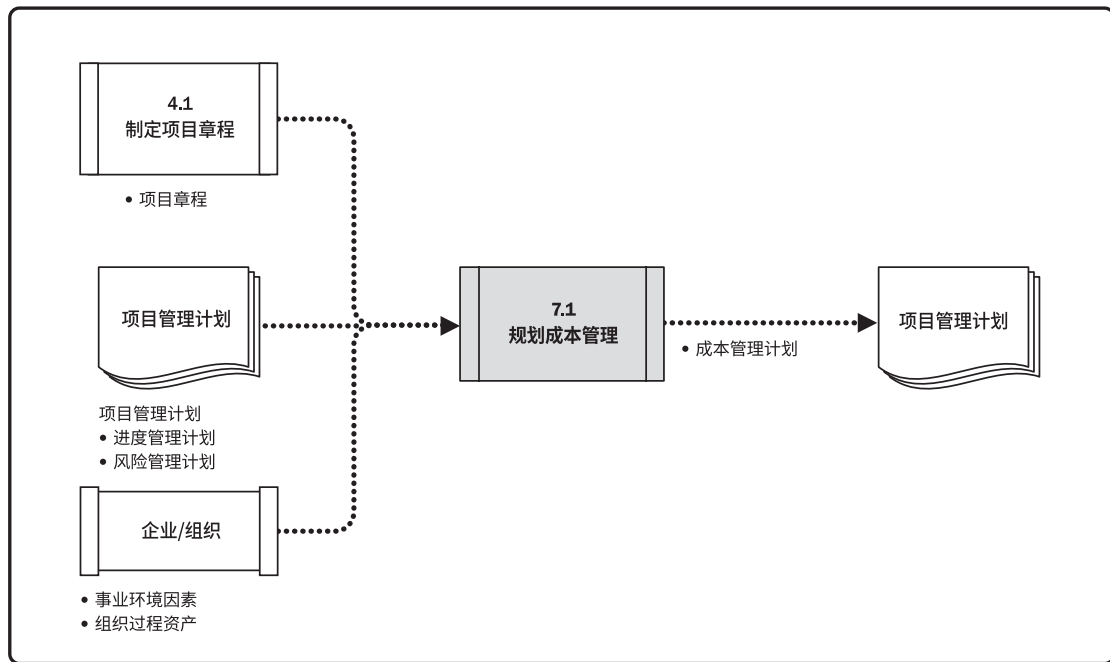 4.1
制定项目章程
• 项目章程
项目管理计划
项目管理计划
• 进度管理计划
• 风险管理计划
企业/组织
• 事业环境因素
• 组织过程资产
7.1
规划成本管理
• 成本管理计划
项目管理计划